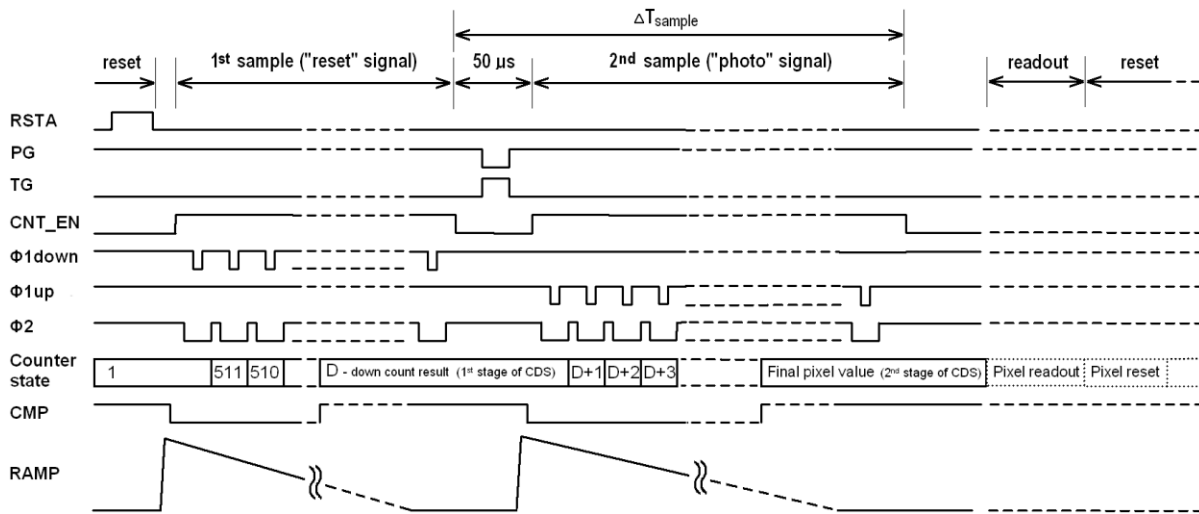 ΔTsample
reset 1st sample ("reset" signal) 50 µs 2nd sample ("photo" signal) readout reset
RSTA
PG
TG
CNT_EN
Φ1down
Φ1up
Φ2
Counter state 1 511 510 D - down count result (1st stage of CDS) D+1 D+2 D+3 Final pixel value (2nd stage of CDS) Pixel readout Pixel reset
CMP
RAMP